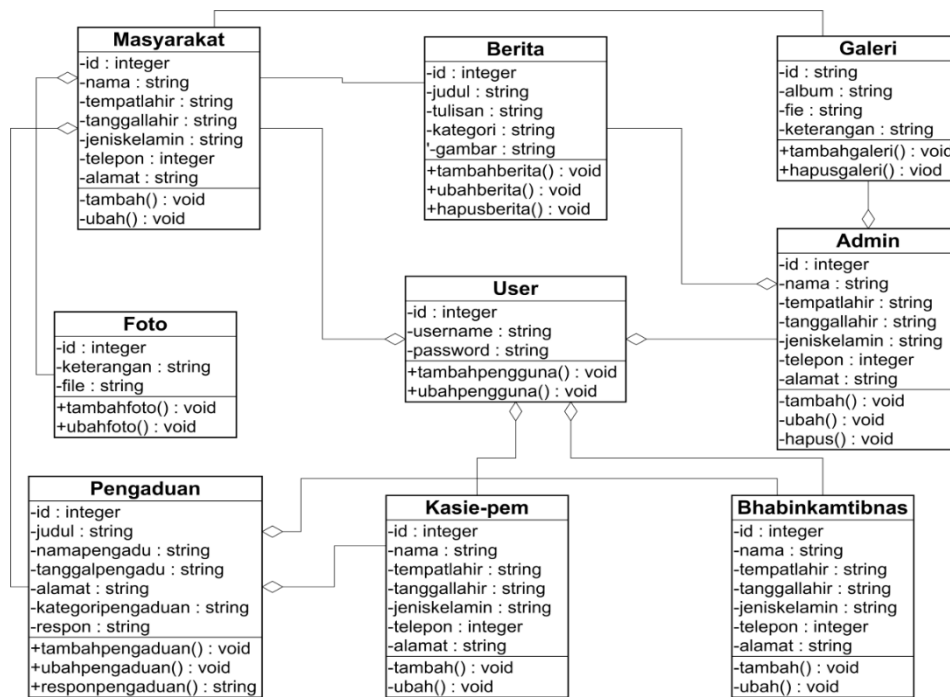 Masyarakat
-id : integer
-nama : string
-tempatlahir : string
-tanggallahir : string
-jeniskelamin : string
-telepon : integer
-alamat : string
-tambah() : void
-ubah() : void
Berita
-id : integer
-judul : string
-tulisan : string
-kategori : string
'-gambar : string
+tambahberita() : void
+ubahberita() : void
+hapusberita() : void
Galeri
-id : string
-album : string
-fie : string
-keterangan : string
+tambahgaleri() : void
+hapusgaleri() : viod
Foto
-id : integer
-keterangan : string
-file : string
+tambahfoto() : void
+ubahfoto() : void
User
-id : integer
-username : string
-password : string
+tambahpengguna() : void
+ubahpengguna() : void
Admin
-id : integer
-nama : string
-tempatlahir : string
-tanggallahir : string
-jeniskelamin : string
-telepon : integer
-alamat : string
-tambah() : void
-ubah() : void
-hapus() : void
Pengaduan
-id : integer
-judul : string
-namapengadu : string
-tanggalpengadu : string
-alamat : string
-kategoripengaduan : string
-respon : string
+tambahpengaduan() : void
+ubahpengaduan() : void
+responpengaduan() : string
Kasie-pem
-id : integer
-nama : string
-tempatlahir : string
-tanggallahir : string
-jeniskelamin : string
-telepon : integer
-alamat : string
-tambah() : void
-ubah() : void
Bhabinkamtibnas
-id : integer
-nama : string
-tempatlahir : string
-tanggallahir : string
-jeniskelamin : string
-telepon : integer
-alamat : string
-tambah() : void
-ubah() : void